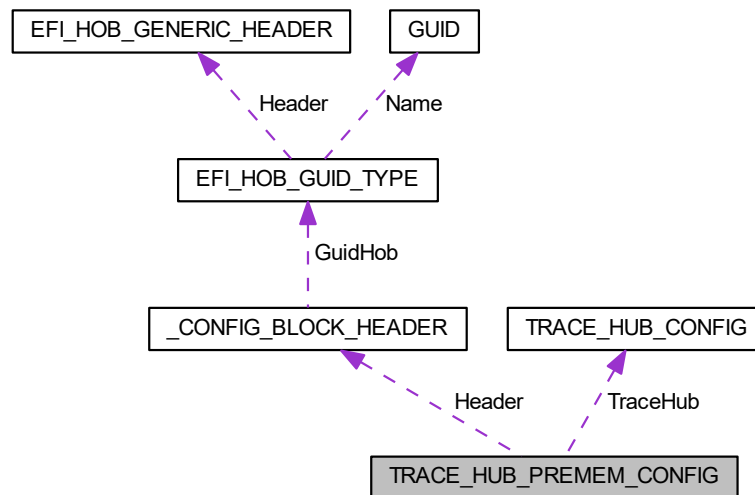 EFI_HOB_GENERIC_HEADER
GUID
Header
Name
EFI_HOB_GUID_TYPE
GuidHob
_CONFIG_BLOCK_HEADER
TRACE_HUB_CONFIG
Header
TraceHub
TRACE_HUB_PREMEM_CONFIG